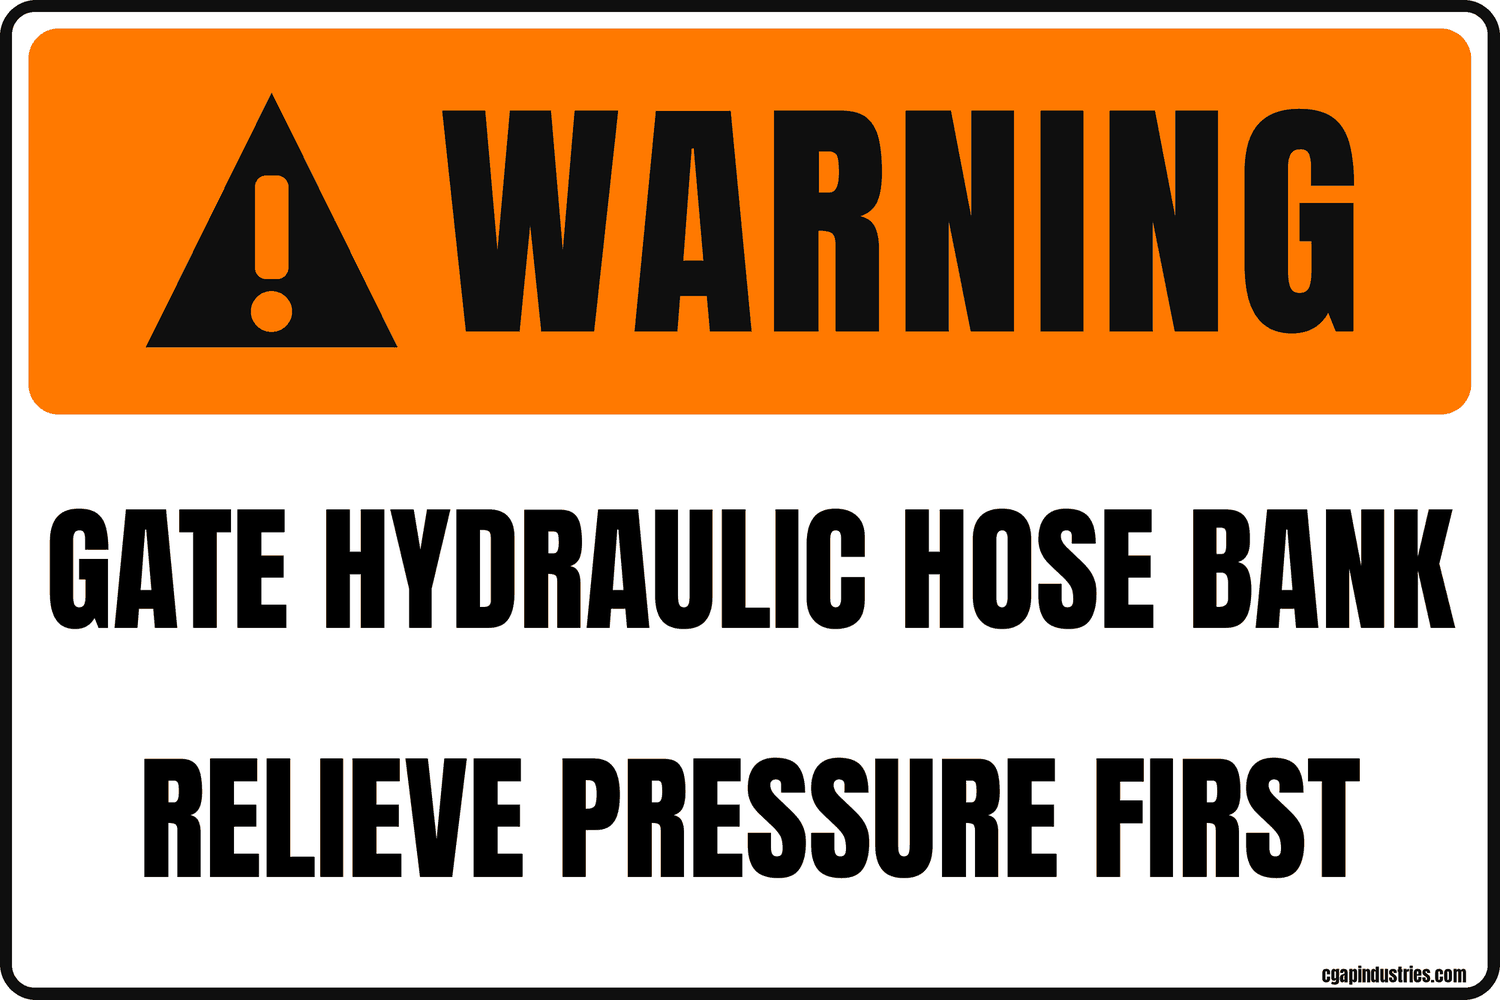 WARNING
GATE HYDRAULIC HOSE BANK
RELIEVE PRESSURE FIRST
cgapindustries.com